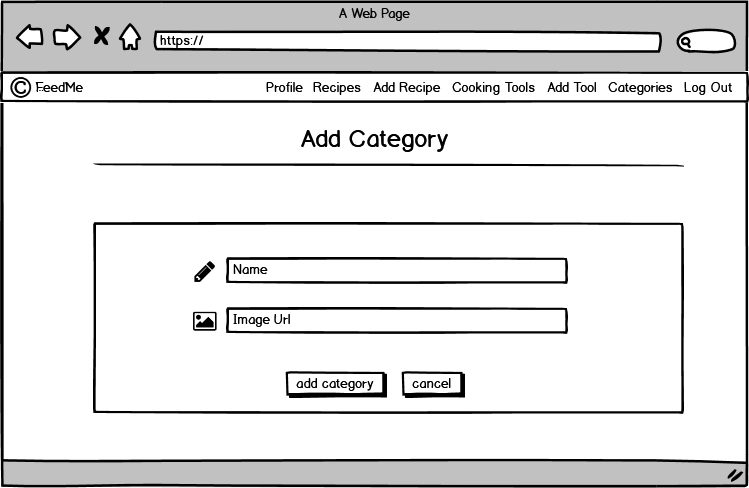 A Web Page
https://
© FeedMe Profile Recipes Add Recipe Cooking Tools Add Tool Categories Log Out
Add Category
Name
Image Url
add category cancel